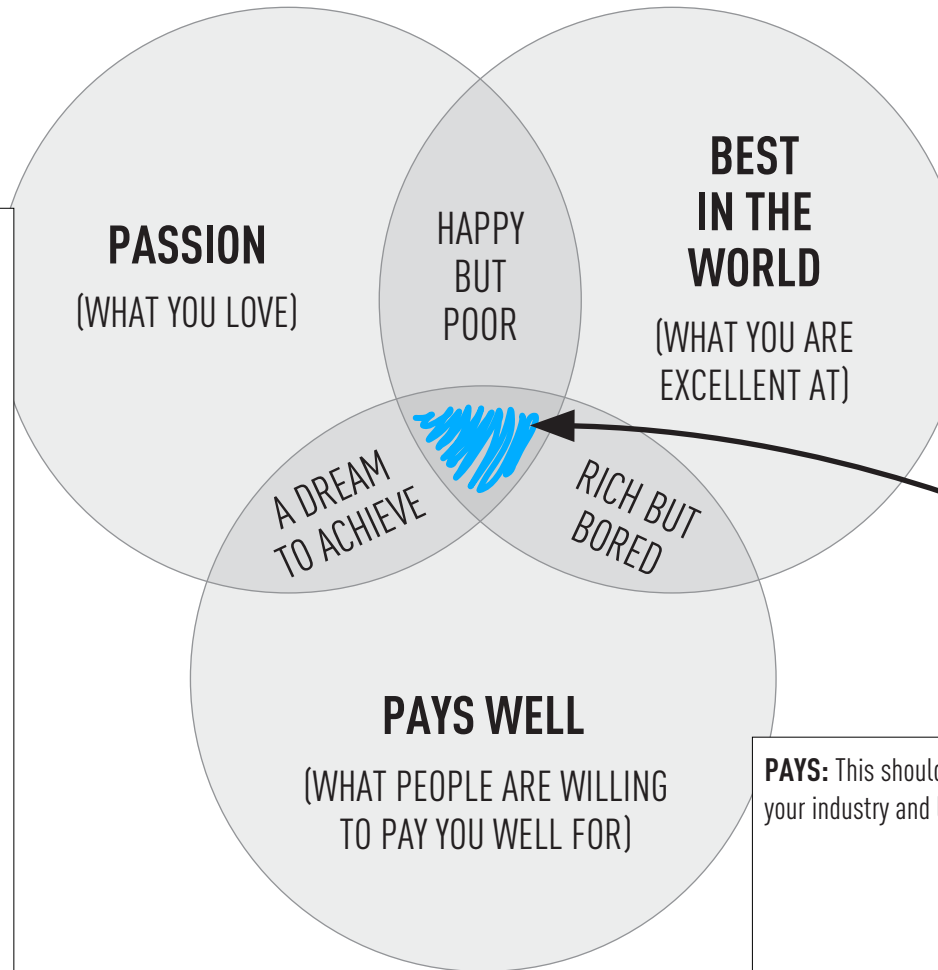 PASSION
(WHAT YOU LOVE)
HAPPY
BUT
POOR
BEST
IN THE
WORLD
(WHAT YOU ARE
EXCELLENT AT)
A DREAM
TO ACHIEVE
RICH BUT
BORED
PAYS WELL
(WHAT PEOPLE ARE WILLING
TO PAY YOU WELL FOR)
PAYS: This should
your industry and